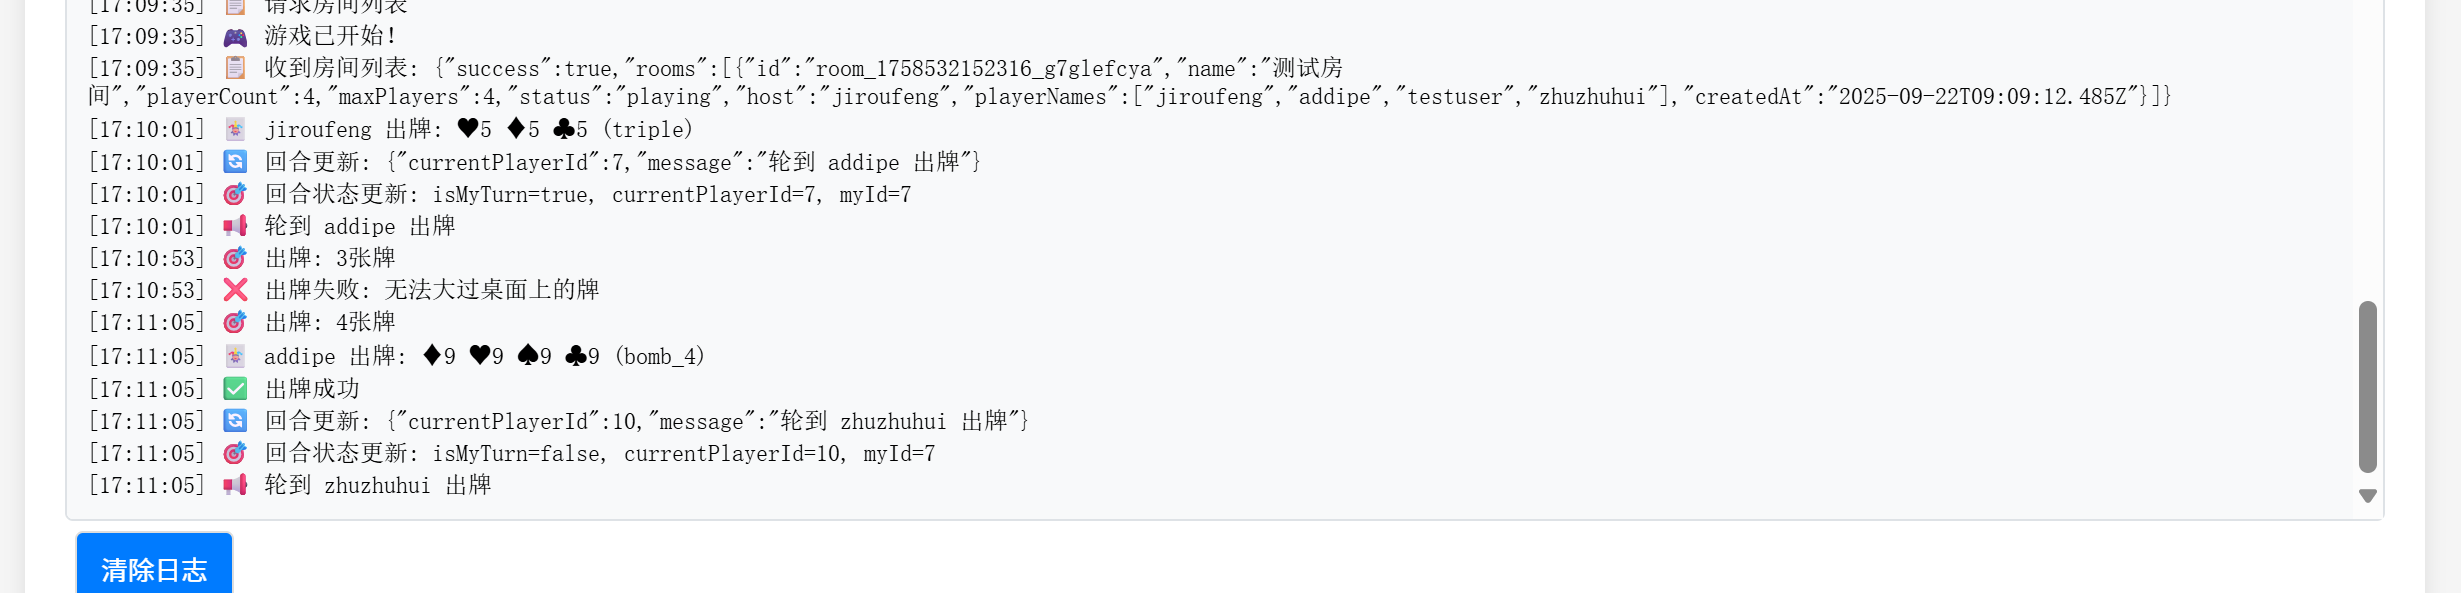 [17:09:35] 📋 请求房间列表
[17:09:35] 🎮 游戏已开始！
[17:09:35] 📋 收到房间列表: {"success":true,"rooms":[{"id":"room_1758532152316_g7glefcya","name":"测试房
间","playerCount":4,"maxPlayers":4,"status":"playing","host":"jiroufeng","playerNames":["jiroufeng","addipe","testuser","zhuzhuhui"],"createdAt":"2025-09-22T09:09:12.485Z"}]}
[17:10:01] 🃏 jiroufeng 出牌: ♥5 ♦5 ♣5 (triple)
[17:10:01] 🔄 回合更新: {"currentPlayerId":7,"message":"轮到 addipe 出牌"}
[17:10:01] 🎯 回合状态更新: isMyTurn=true, currentPlayerId=7, myId=7
[17:10:01] 📢 轮到 addipe 出牌
[17:10:53] 🎯 出牌: 3张牌
[17:10:53] ❌ 出牌失败: 无法大过桌面上的牌
[17:11:05] 🎯 出牌: 4张牌
[17:11:05] 🃏 addipe 出牌: ♦9 ♥9 ♠9 ♣9 (bomb_4)
[17:11:05] ✅ 出牌成功
[17:11:05] 🔄 回合更新: {"currentPlayerId":10,"message":"轮到 zhuzhuhui 出牌"}
[17:11:05] 🎯 回合状态更新: isMyTurn=false, currentPlayerId=10, myId=7
[17:11:05] 📢 轮到 zhuzhuhui 出牌
清除日志